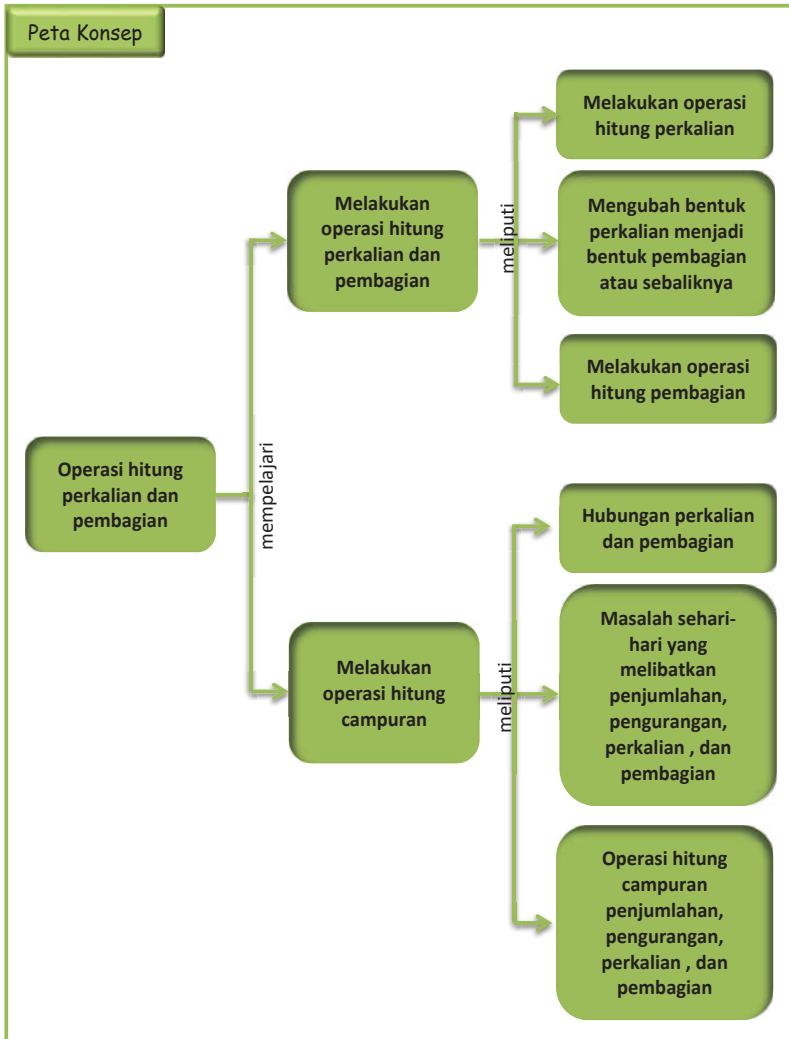 Peta Konsep
Operasi hitung
perkalian dan
pembagian
mempelajari
Melakukan
operasi hitung
perkalian dan
pembagian
meliputi
Melakukan operasi
hitung perkalian
Mengubah bentuk
perkalian menjadi
bentuk pembagian
atau sebaliknya
Melakukan operasi
hitung pembagian
Melakukan
operasi hitung
campuran
meliputi
Hubungan perkalian
dan pembagian
Masalah sehari-
hari yang
melibatkan
penjumlahan,
pengurangan,
perkalian , dan
pembagian
Operasi hitung
campuran
penjumlahan,
pengurangan,
perkalian , dan
pembagian